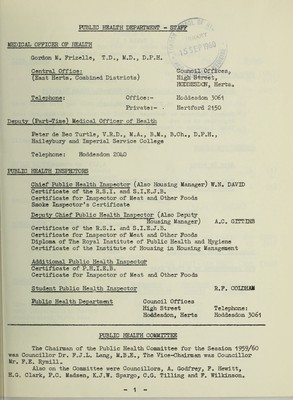 PUBLIC HEALTH DEPARTMENT - STAFF
MEDICAL OFFICER OF HEALTH
Gordon M. Frizelle, T.D., M.D., D.P.H.
Central Office: Council Offices,
(East Herts. Combined Districts) High Street,
HODDESDON, Herts.
Telephone: Office:- Hoddesdon 3061
Private:- Hertford 2150
Deputy (Part-Time) Medical Officer of Health
Peter de Bec Turtle, V.R.D., M.A., B.M., B.Ch., D.P.H.,
Haileybury and Imperial Service College
Telephone: Hoddesdon 2040
PUBLIC HEALTH INSPECTORS
Chief Public Health Inspector (Also Housing Manager) W.N. DAVID
Certificate of the R.S.I. and S.I.E.J.B.
Certificate for Inspector of Meat and Other Foods
Smoke Inspector's Certificate
Deputy Chief Public Health Inspector (Also Deputy
Housing Manager) A.C. GITTINS
Certificate of the R.S.I. and S.I.E.J.B.
Certificate for Inspector of Meat and Other Foods
Diploma of The Royal Institute of Public Health and Hygiene
Certificate of the Institute of Housing in Housing Management
Additional Public Health Inspector
Certificate of P.H.I.E.B.
Certificate for Inspector of Meat and Other Foods
Student Public Health Inspector R.P. COLDHAM
Public Health Department Council Offices
High Street Telephone:
Hoddesdon, Herts Hoddesdon 3061
PUBLIC HEALTH COMMITTEE
The Chairman of the Public Health Committee for the Session 1959/60
was Councillor Dr. F.J.L. Lang, M.B.E., The Vice-Chairman was Councillor
Mr. F.E. Rymill.
Also on the Committee were Councillors, A. Godfrey, F. Hewitt,
H.G. Clark, P.C. Madsen, K.J.W. Spargo, C.G. Tilling and F. Wilkinson.
- 1 -